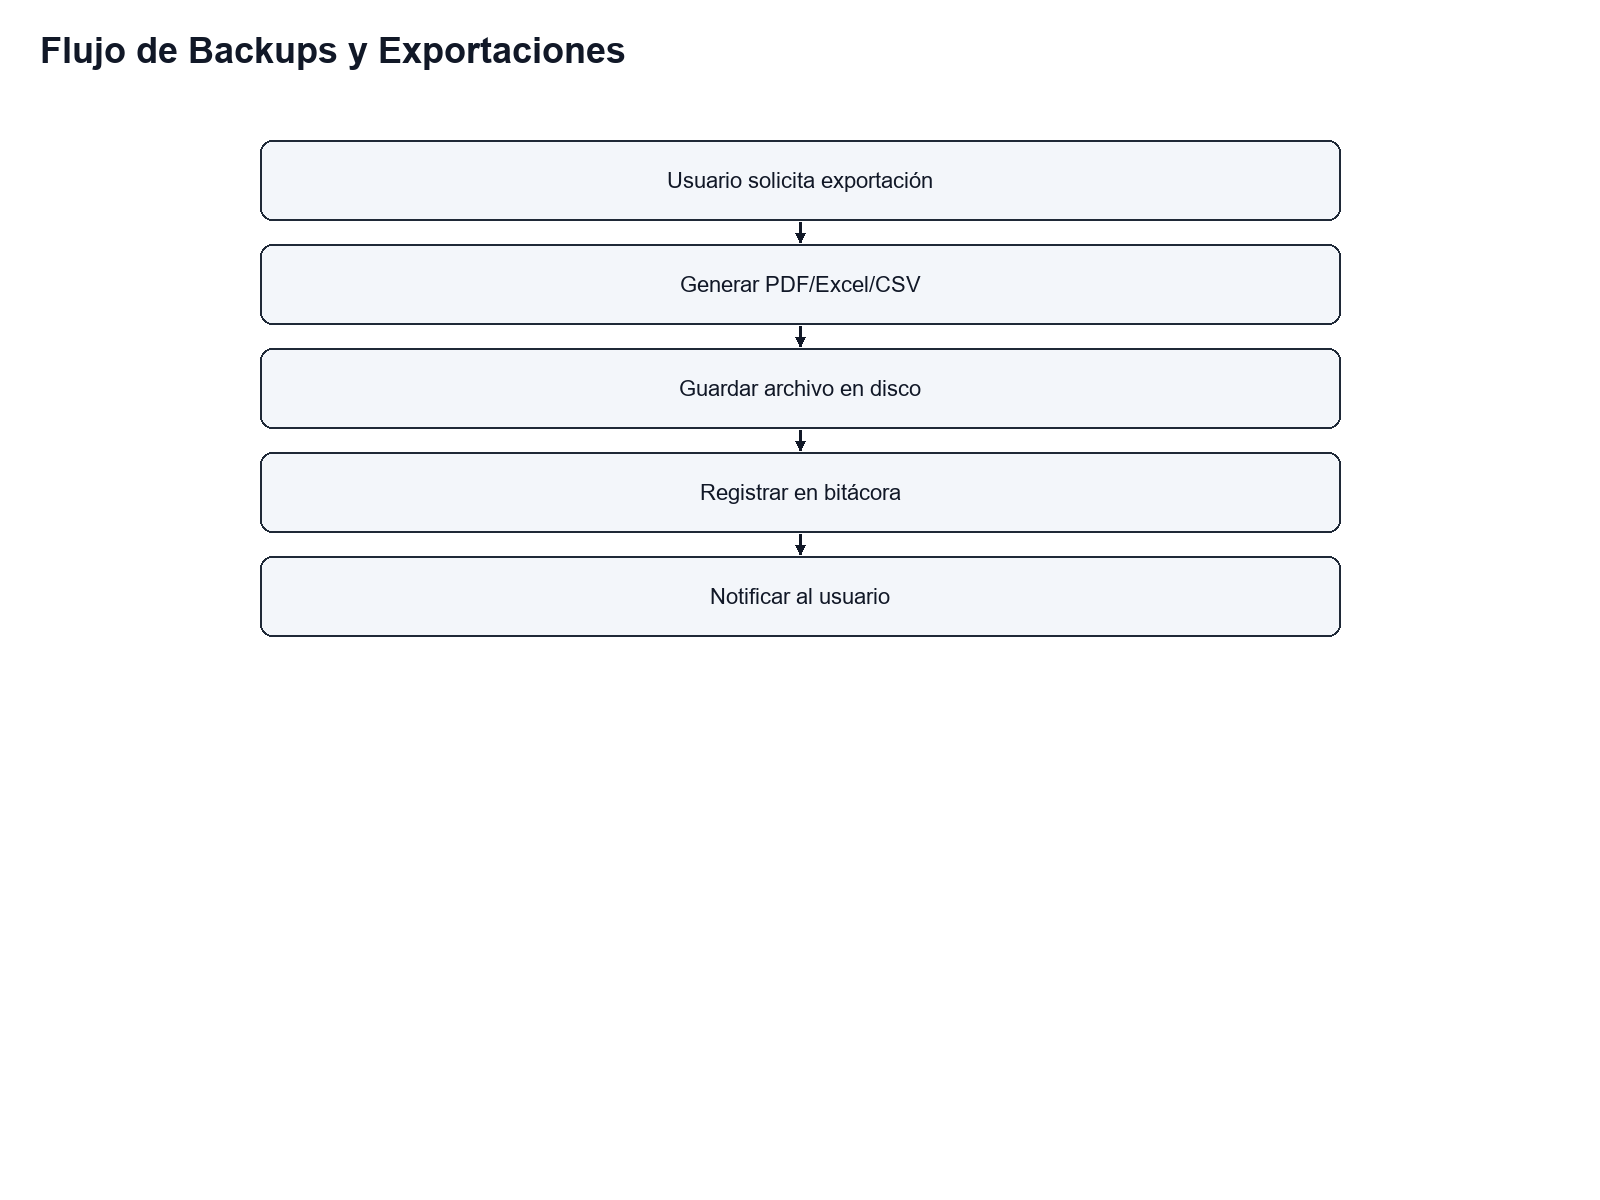 Flujo de Backups y Exportaciones
Usuario solicita exportación
Generar PDF/Excel/CSV
Guardar archivo en disco
Registrar en bitácora
Notificar al usuario